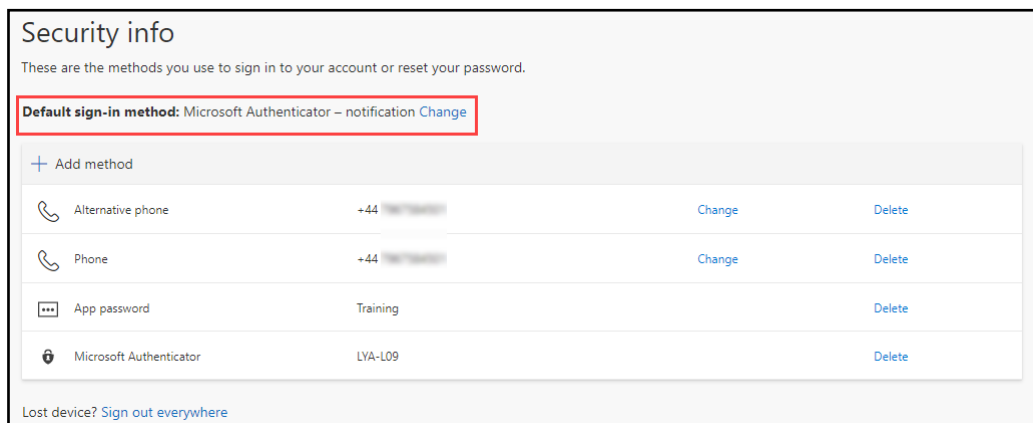 Security info
These are the methods you use to sign in to your account or reset your password.
Default sign-in method: Microsoft Authenticator – notification Change
Add method
Alternative phone +44 Change Delete
Phone +44 Change Delete
App password Training Delete
Microsoft Authenticator LYA-L09 Delete
Lost device? Sign out everywhere